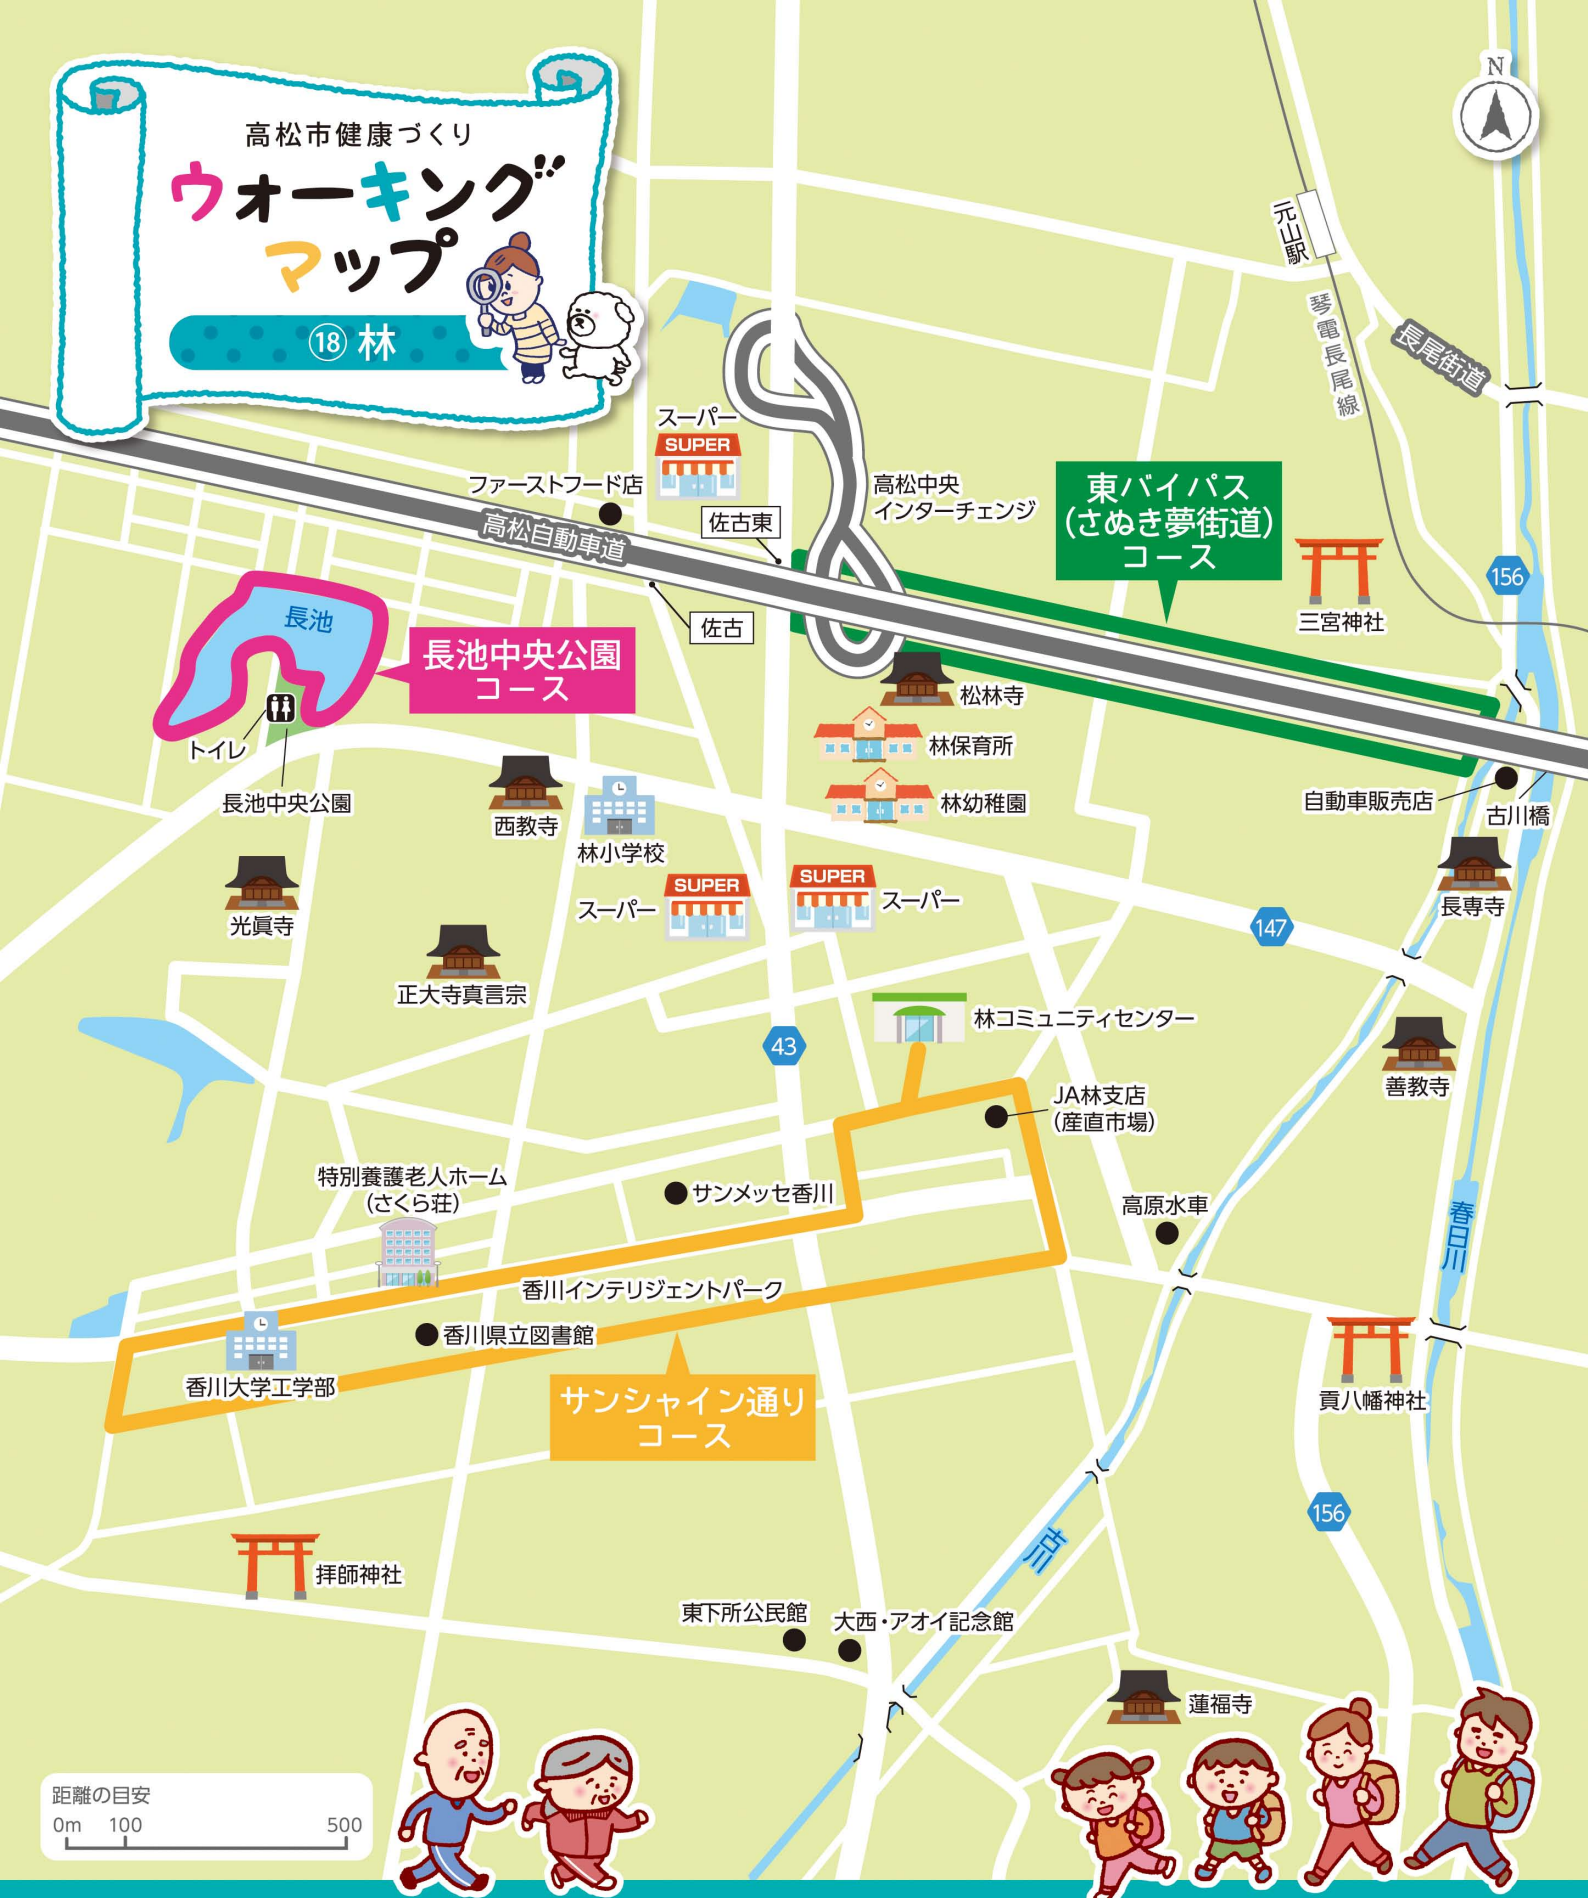 高松市健康づくり
ウォーキング
マップ
⑱林
N
元山駅
琴電長尾線
長尾街道
スーパー
SUPER
ファーストフード店
高松自動車道
佐古東
佐古
高松中央
インターチェンジ
東バイパス
(さぬき夢街道)
コース
156
三宮神社
長池
長池中央公園
コース
トイレ
長池中央公園
松林寺
林保育所
林幼稚園
自動車販売店
古川橋
西教寺
林小学校
長専寺
光眞寺
SUPER
スーパー
SUPER
スーパー
147
正大寺真言宗
林コミュニティセンター
43
善教寺
JA林支店
(産直市場)
特別養護老人ホーム
(さくら荘)
サンメッセ香川
高原水車
春日川
香川インテリジェントパーク
香川県立図書館
香川大学工学部
サンシャイン通り
コース
貢八幡神社
156
古川
拝師神社
東下所公民館
大西・アオイ記念館
蓮福寺
距離の目安
0m 100 500